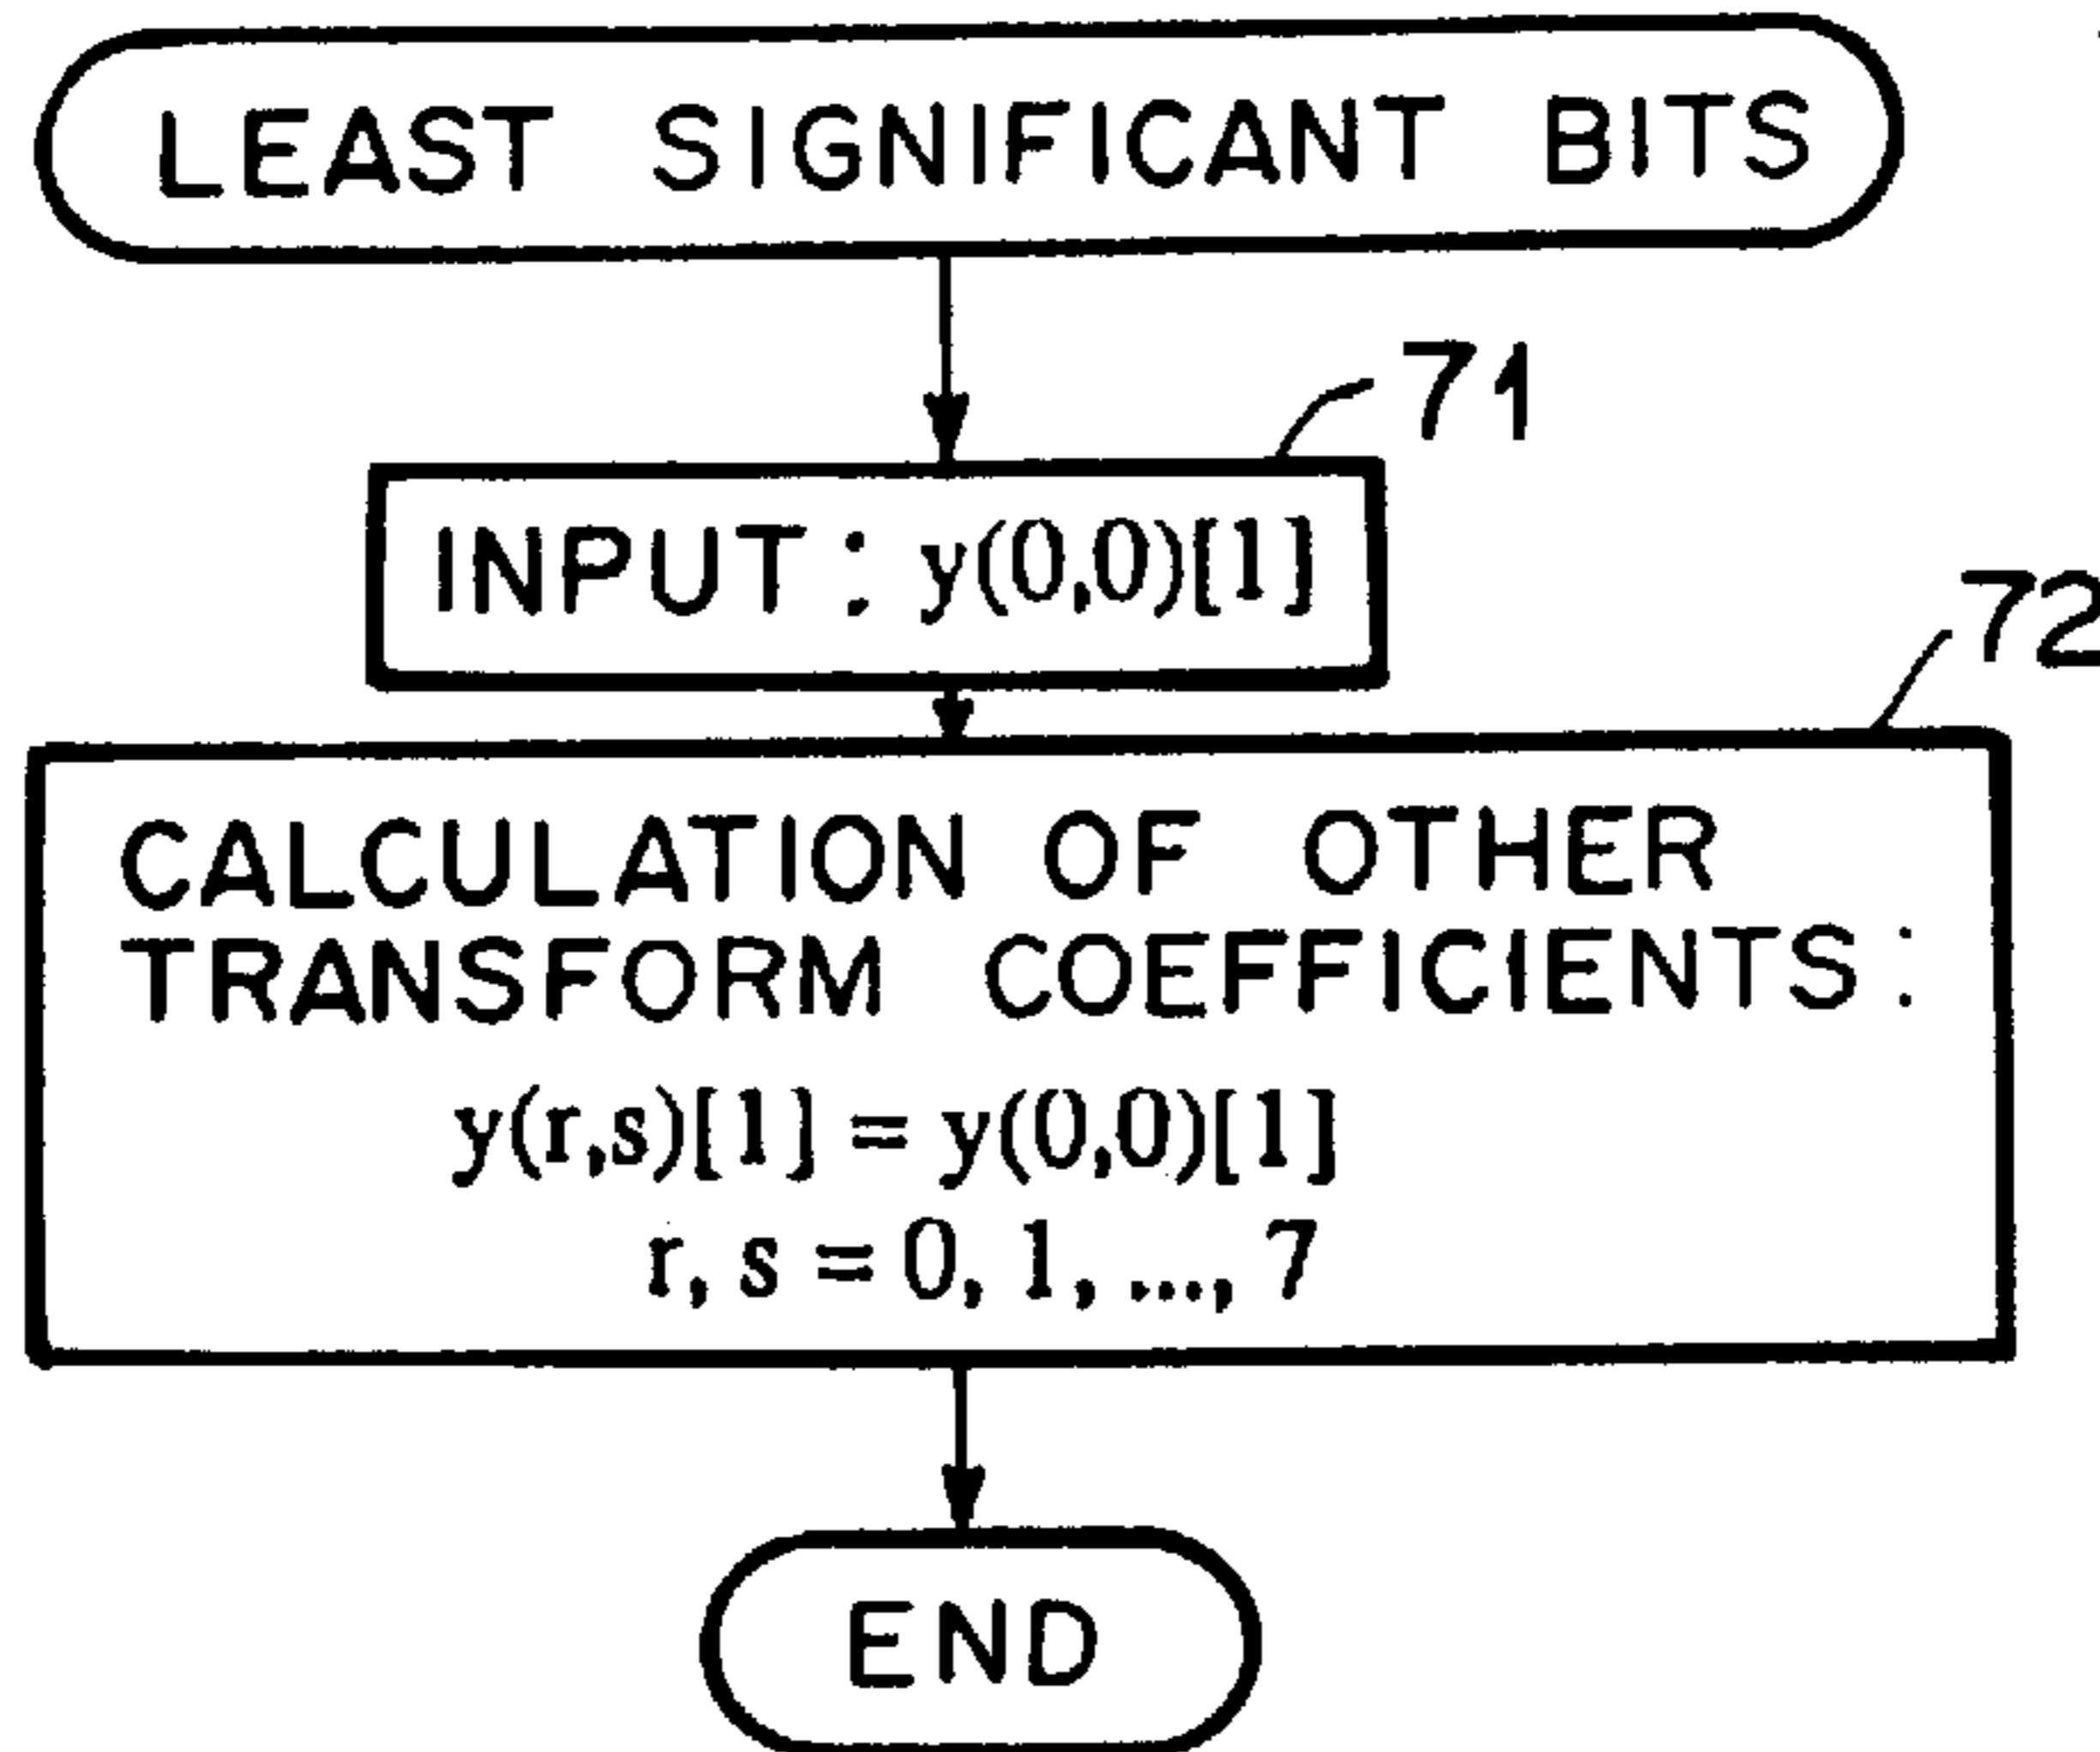 LEAST SIGNIFICANT BITS
71
INPUT: y(0,0)[1]
72
CALCULATION OF OTHER
TRANSFORM COEFFICIENTS:
y(r,s)[1] = y(0,0)[1]
r, s = 0, 1, ..., 7
END